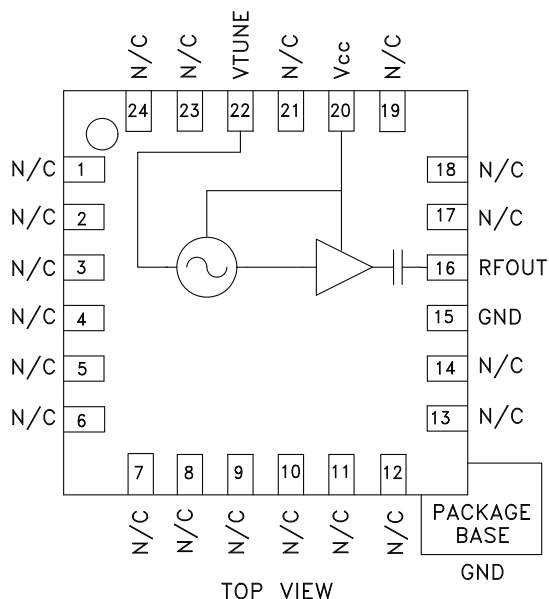 N/C
N/C
VTUNE
N/C
Vcc
N/C
24
23
22
21
20
19
N/C 1
18 N/C
N/C 2
17 N/C
N/C 3
16 RFOUT
N/C 4
15 GND
N/C 5
14 N/C
N/C 6
13 N/C
7
8
9
10
11
12
N/C
N/C
N/C
N/C
N/C
N/C
PACKAGE
BASE
GND
TOP VIEW